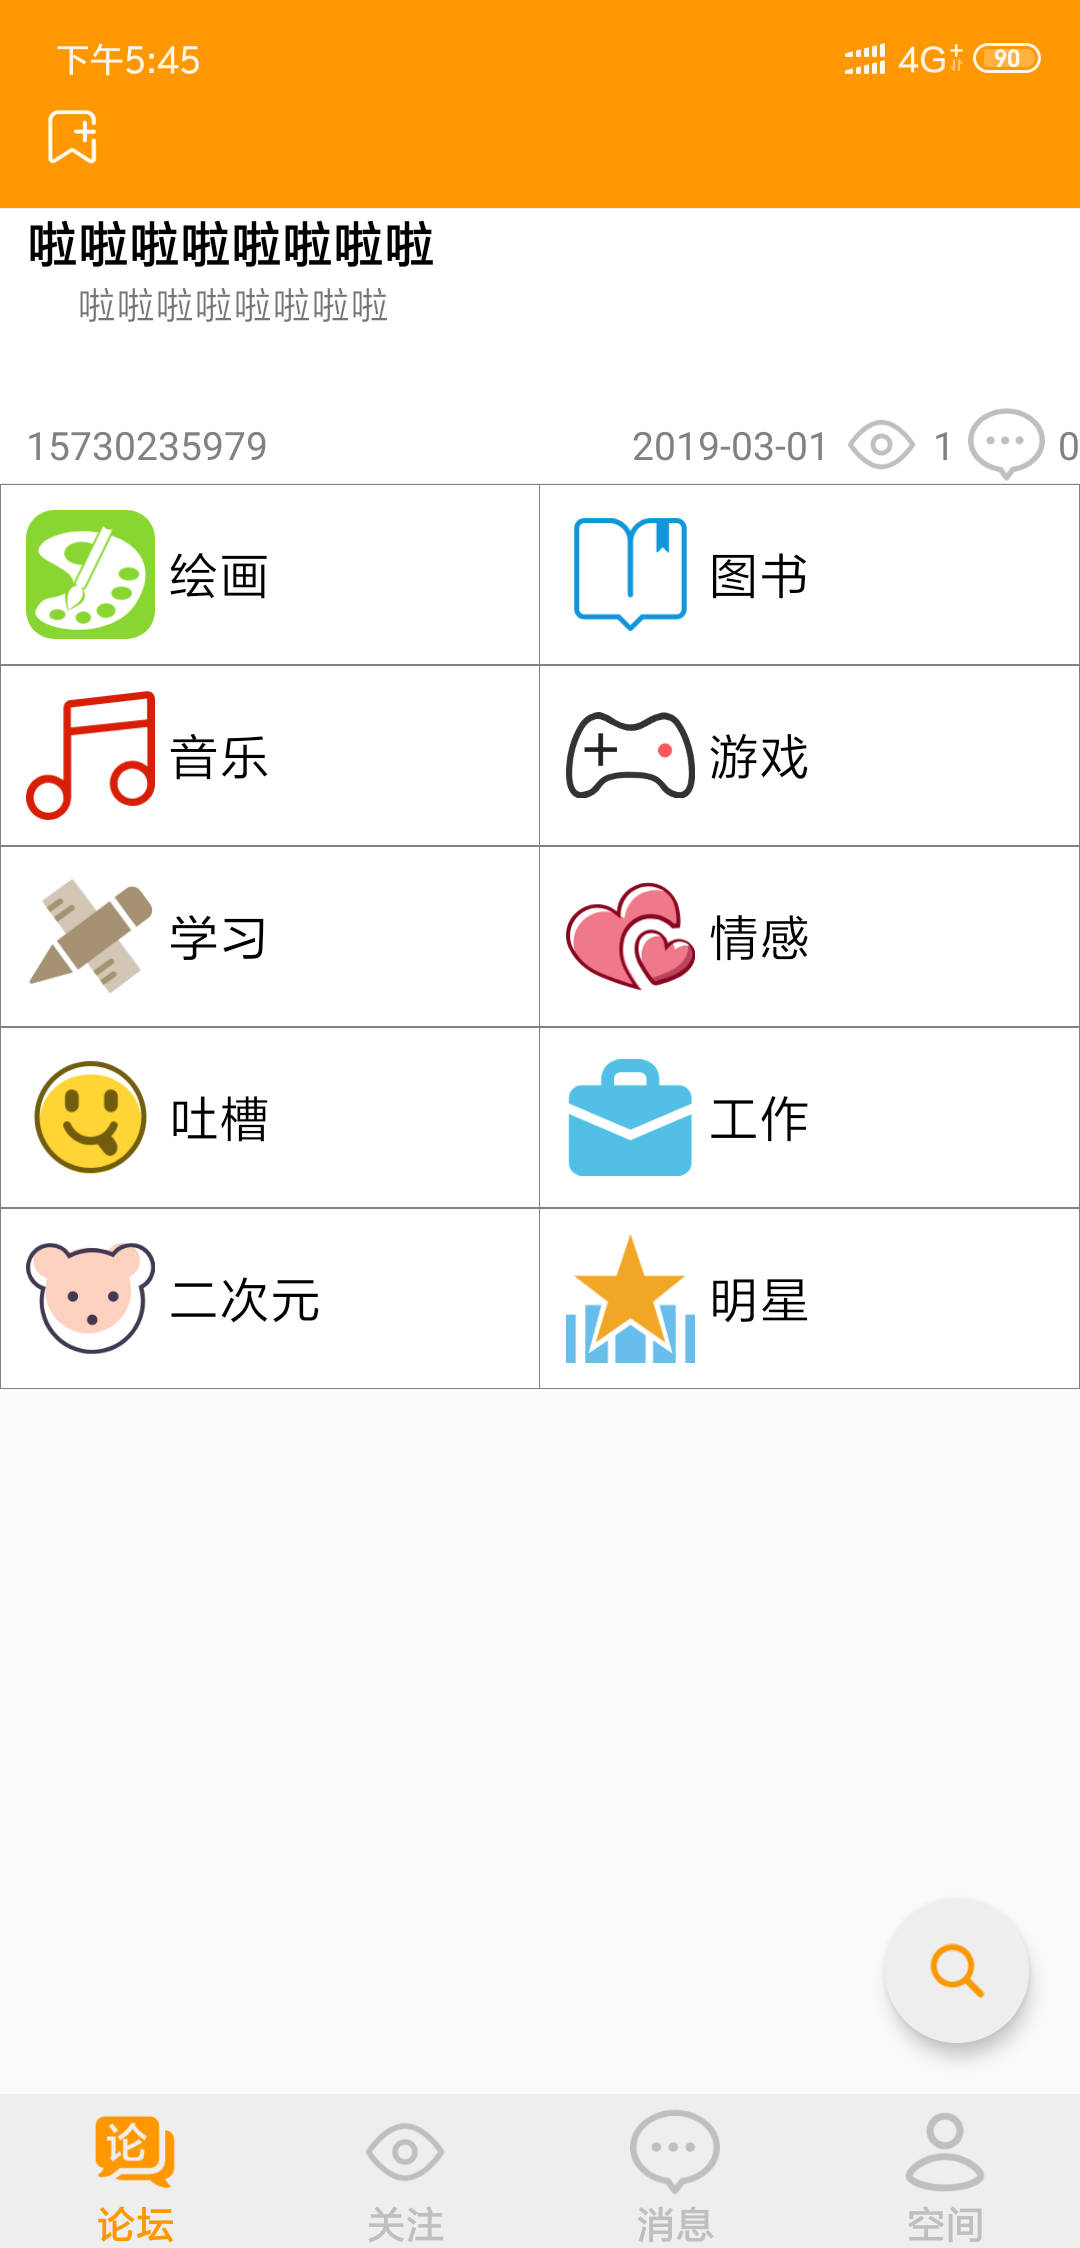 下午5:45 4G+ 90
啦啦啦啦啦啦啦啦
啦啦啦啦啦啦啦啦
15730235979 2019-03-01 1 0
绘画 图书
音乐 游戏
学习 情感
吐槽 工作
二次元 明星
论
论坛 关注 消息 空间